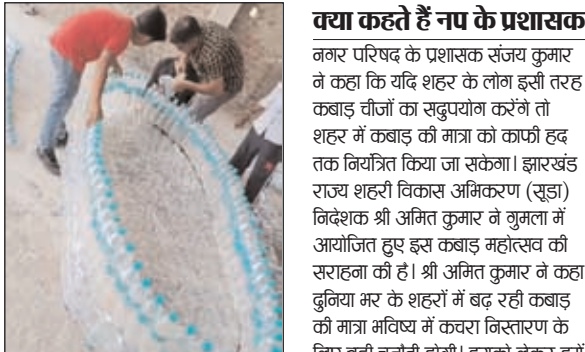 क्या कहते हैं नप के प्रशासक
नगर परिषद के प्रशासक संजय कुमार
ने कहा कि यदि शहर के लोग इसी तरह
कबाड़ चीजों का सदुपयोग करेंगे तो
शहर में कबाड़ की मात्रा को काफी हद
तक नियंत्रित किया जा सकेगा। झारखंड
राज्य शहरी विकास अभिकरण (सूडा)
निदेशक श्री अमित कुमार ने गुमला में
आयोजित हुए इस कबाड़ महोत्सव की
सराहना की है। श्री अमित कुमार ने कहा
दुनिया भर के शहरों में बढ़ रही कबाड़
की मात्रा भविष्य में कचरा निस्तारण के